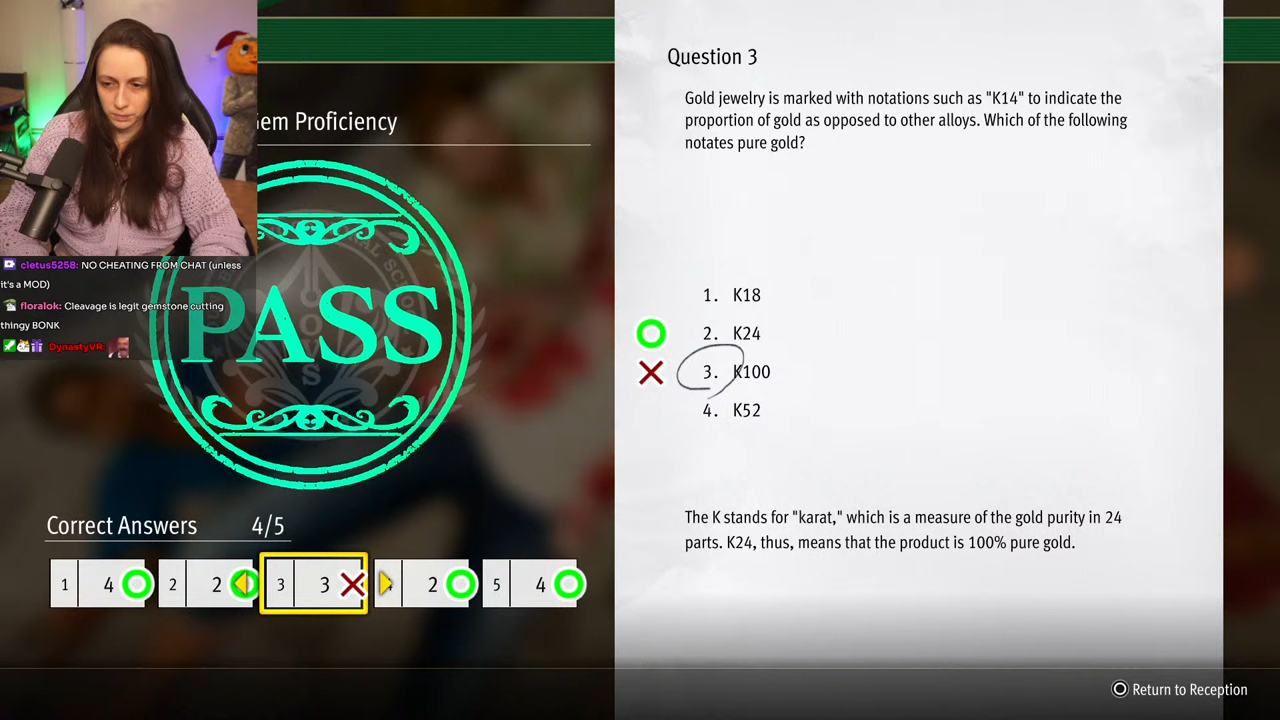 Gem Proficiency
PASS
Correct Answers 4/5
1 4
2 2
3 3
2
5 4
cletus5258: NO CHEATING FROM CHAT (unless
it's a MOD)
floralok: Cleavage is legit gemstone cutting
thingy BONK
DynastyVR:
Question 3
Gold jewelry is marked with notations such as "K14" to indicate the
proportion of gold as opposed to other alloys. Which of the following
notates pure gold?
1. K18
2. K24
3. K100
4. K52
The K stands for "karat," which is a measure of the gold purity in 24
parts. K24, thus, means that the product is 100% pure gold.
Return to Reception